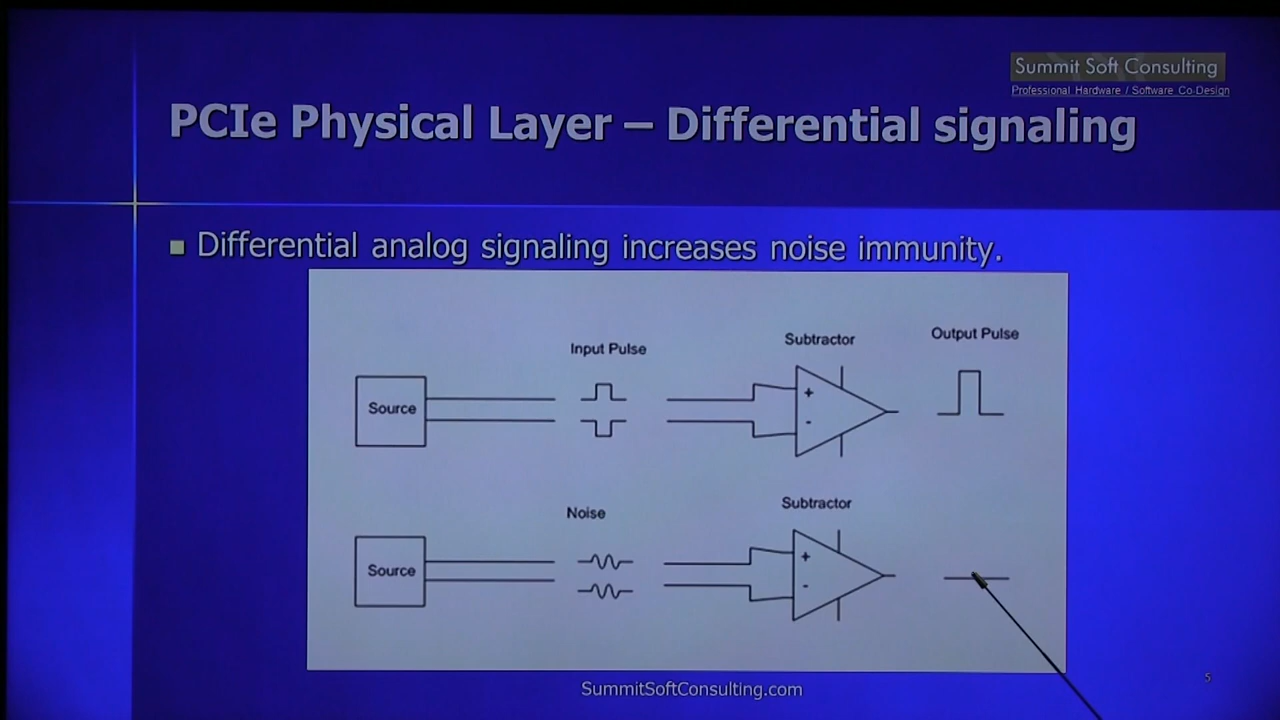 Summit Soft Consulting
Professional Hardware / Software Co-Design
PCIe Physical Layer – Differential signaling
■ Differential analog signaling increases noise immunity.
Input Pulse
Subtractor
Output Pulse
Source
+
-
Noise
Subtractor
Source
+
-
SummitSoftConsulting.com
5